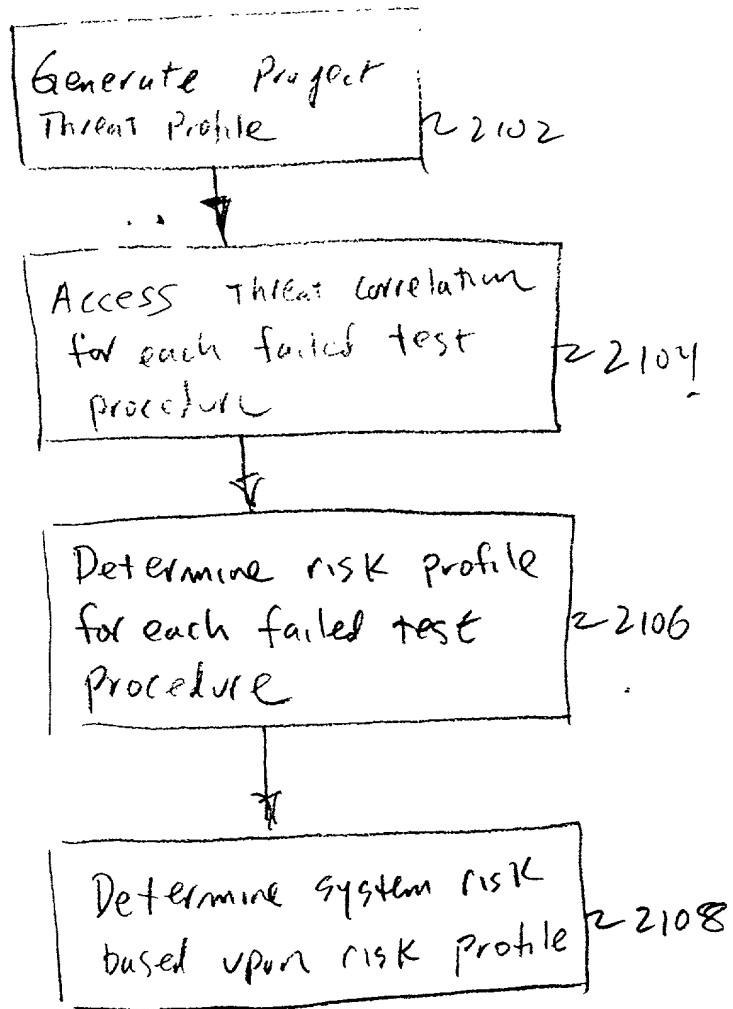 Generate Project
Threat Profile
2102
Access Threat correlation
for each failed test
procedure
2104
Determine risk profile
for each failed test
procedure
2106
Determine system risk
based upon risk profile
2108